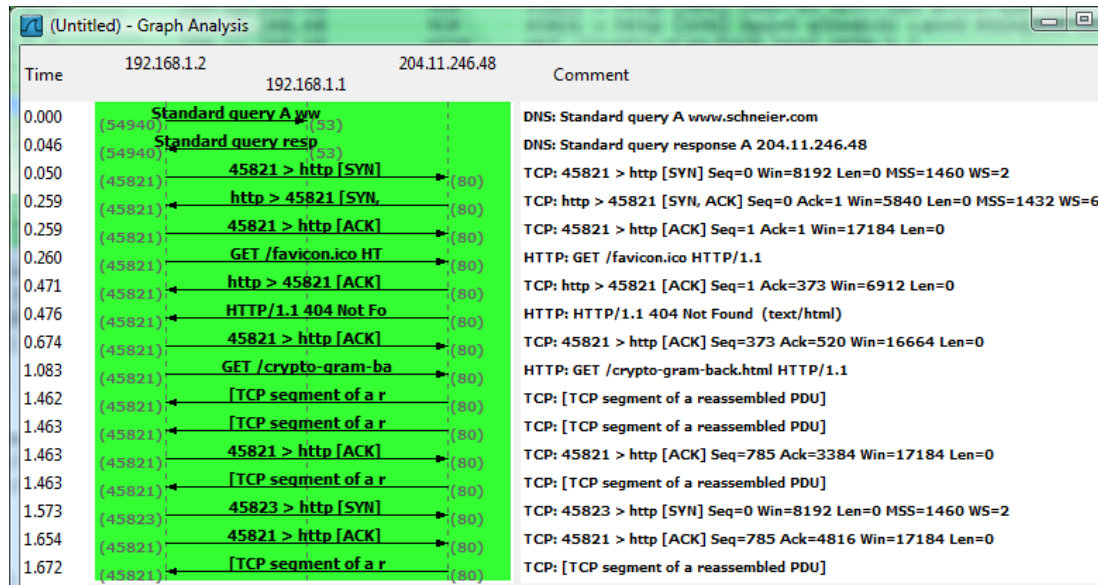 (Untitled) - Graph Analysis
Time 192.168.1.2 192.168.1.1 204.11.246.48 Comment
0.000 Standard query A ww (54940) (53) DNS: Standard query A www.schneier.com
0.046 Standard query resp (54940) (53) DNS: Standard query response A 204.11.246.48
0.050 45821 > http [SYN] (45821) (80) TCP: 45821 > http [SYN] Seq=0 Win=8192 Len=0 MSS=1460 WS=2
0.259 http > 45821 [SYN, (45821) (80) TCP: http > 45821 [SYN, ACK] Seq=0 Ack=1 Win=5840 Len=0 MSS=1432 WS=6
0.259 45821 > http [ACK] (45821) (80) TCP: 45821 > http [ACK] Seq=1 Ack=1 Win=17184 Len=0
0.260 GET /favicon.ico HT (45821) (80) HTTP: GET /favicon.ico HTTP/1.1
0.471 http > 45821 [ACK] (45821) (80) TCP: http > 45821 [ACK] Seq=1 Ack=373 Win=6912 Len=0
0.476 HTTP/1.1 404 Not Fo (45821) (80) HTTP: HTTP/1.1 404 Not Found (text/html)
0.674 45821 > http [ACK] (45821) (80) TCP: 45821 > http [ACK] Seq=373 Ack=520 Win=16664 Len=0
1.083 GET /crypto-gram-ba (45821) (80) HTTP: GET /crypto-gram-back.html HTTP/1.1
1.462 [TCP segment of a r (45821) (80) TCP: [TCP segment of a reassembled PDU]
1.463 [TCP segment of a r (45821) (80) TCP: [TCP segment of a reassembled PDU]
1.463 45821 > http [ACK] (45821) (80) TCP: 45821 > http [ACK] Seq=785 Ack=3384 Win=17184 Len=0
1.463 [TCP segment of a r (45821) (80) TCP: [TCP segment of a reassembled PDU]
1.573 45823 > http [SYN] (45823) (80) TCP: 45823 > http [SYN] Seq=0 Win=8192 Len=0 MSS=1460 WS=2
1.654 45821 > http [ACK] (45821) (80) TCP: 45821 > http [ACK] Seq=785 Ack=4816 Win=17184 Len=0
1.672 [TCP segment of a r (45821) (80) TCP: [TCP segment of a reassembled PDU]